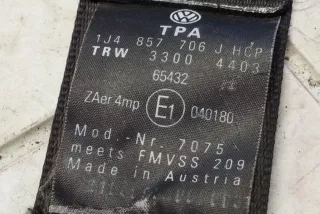 TPA
1J4 857 706 J HCP
TRW 3300 4403
65432
ZAer 4mp E1 040180
Mod.-Nr. 7075
meets FMVSS 209
Made in Austria